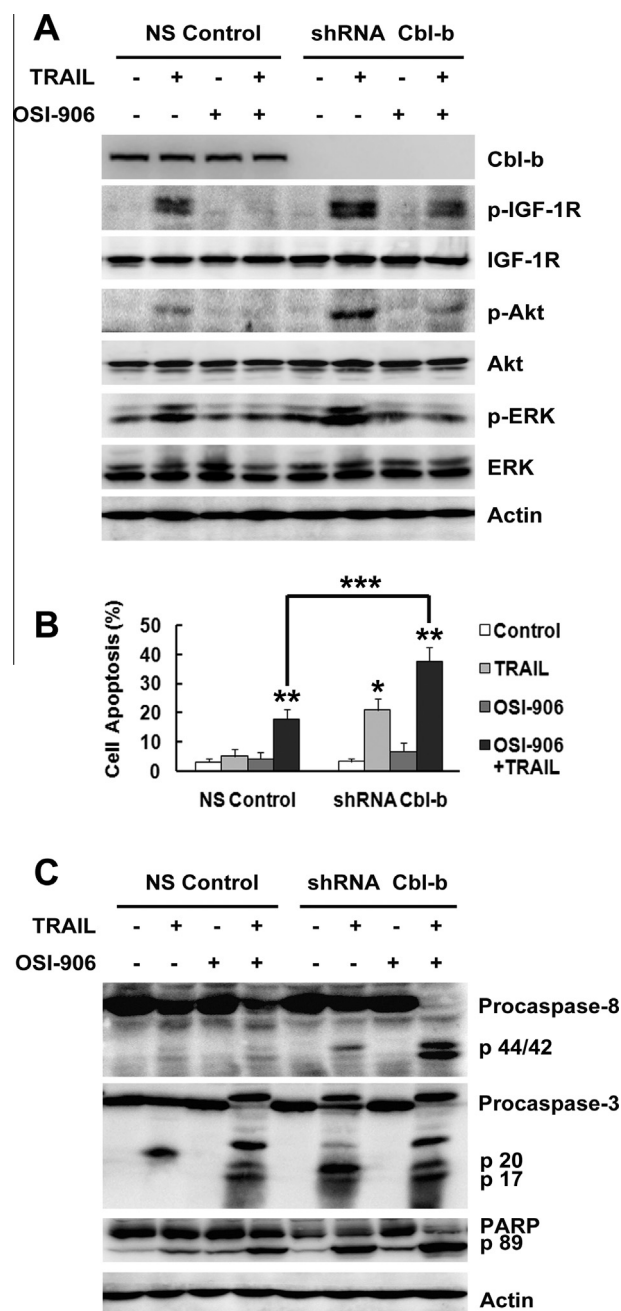 A
NS Control shRNA Cbl-b
TRAIL - + - + - + - +
OSI-906 - - + + - - + +
Cbl-b
p-IGF-1R
IGF-1R
p-Akt
Akt
p-ERK
ERK
Actin
B
Cell Apoptosis (%)
50
40
30
20
10
0
***
**
*
**
NS Control shRNA Cbl-b
Control
TRAIL
OSI-906
OSI-906
+TRAIL
C
NS Control shRNA Cbl-b
TRAIL - + - + - + - +
OSI-906 - - + + - - + +
Procaspase-8
p 44/42
Procaspase-3
p 20
p 17
PARP
p 89
Actin